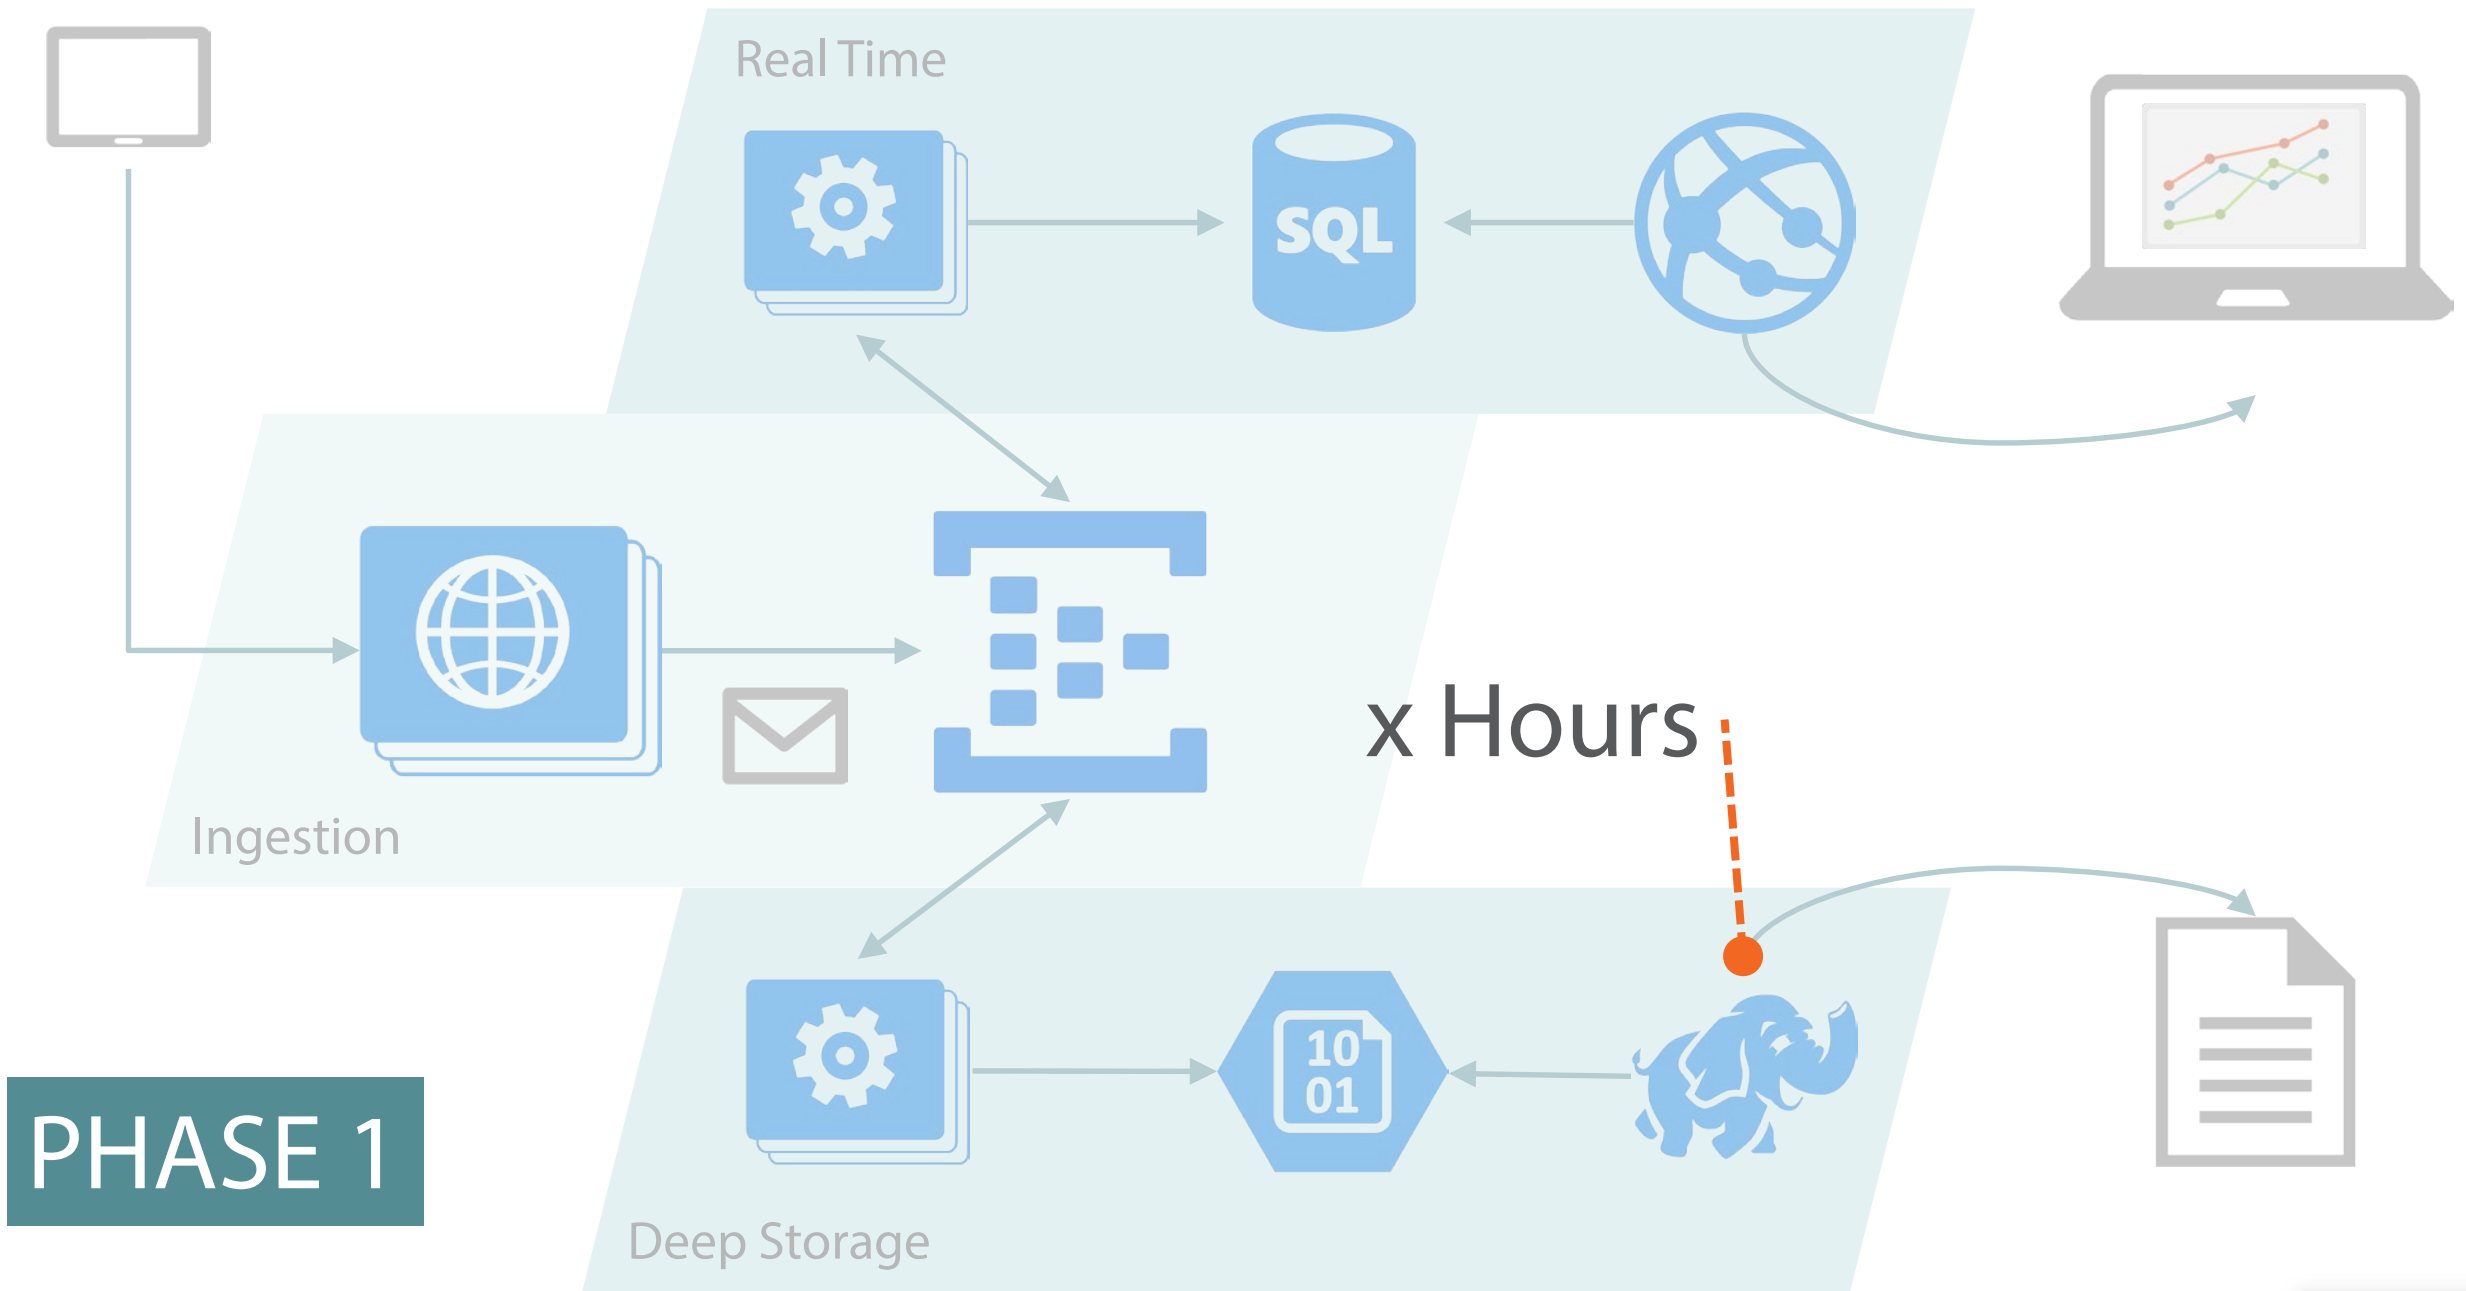 Real Time
SQL
x Hours
Ingestion
10
01
PHASE 1
Deep Storage